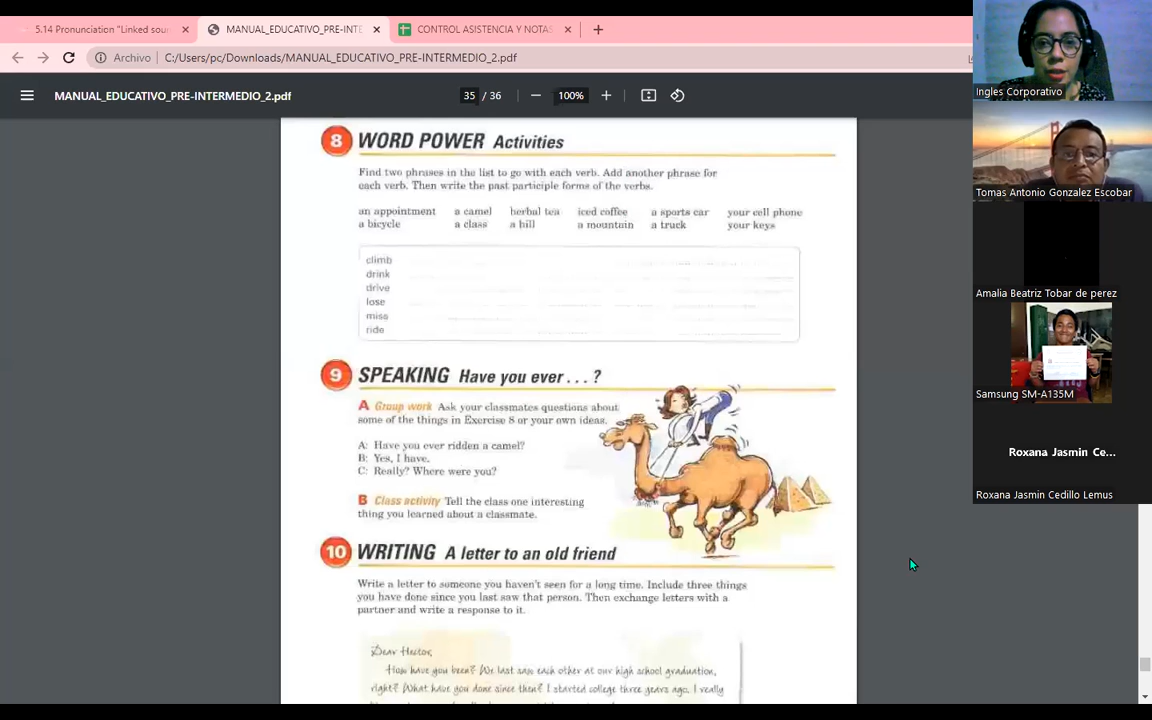 5.14 Pronunciation "Linked sour
MANUAL_EDUCATIVO_PRE-INTE
CONTROL ASISTENCIA Y NOTAS
Archivo
C:/Users/pc/Downloads/MANUAL_EDUCATIVO_PRE-INTERMEDIO_2.pdf
MANUAL_EDUCATIVO_PRE-INTERMEDIO_2.pdf
35 / 36
100%
8 WORD POWER Activities
Find two phrases in the list to go with each verb. Add another phrase for
each verb. Then write the past participle forms of the verbs.
an appointment a camel herbal tea iced coffee a sports car your cell phone
a bicycle a class a hill a mountain a truck your keys
climb
drink
drive
lose
miss
ride
9 SPEAKING Have you ever . . . ?
A Group work Ask your classmates questions about
some of the things in Exercise 8 or your own ideas.
A: Have you ever ridden a camel?
B: Yes, I have.
C: Really? Where were you?
B Class activity Tell the class one interesting
thing you learned about a classmate.
10 WRITING A letter to an old friend
Write a letter to someone you haven't seen for a long time. Include three things
you have done since you last saw that person. Then exchange letters with a
partner and write a response to it.
Dear Hector,
How have you been? We last saw each other at our high school graduation,
right? What have you done since then? I started college three years ago. I really
Ingles Corporativo
Tomas Antonio Gonzalez Escobar
Amalia Beatriz Tobar de perez
Samsung SM-A135M
Roxana Jasmin Ce...
Roxana Jasmin Cedillo Lemus